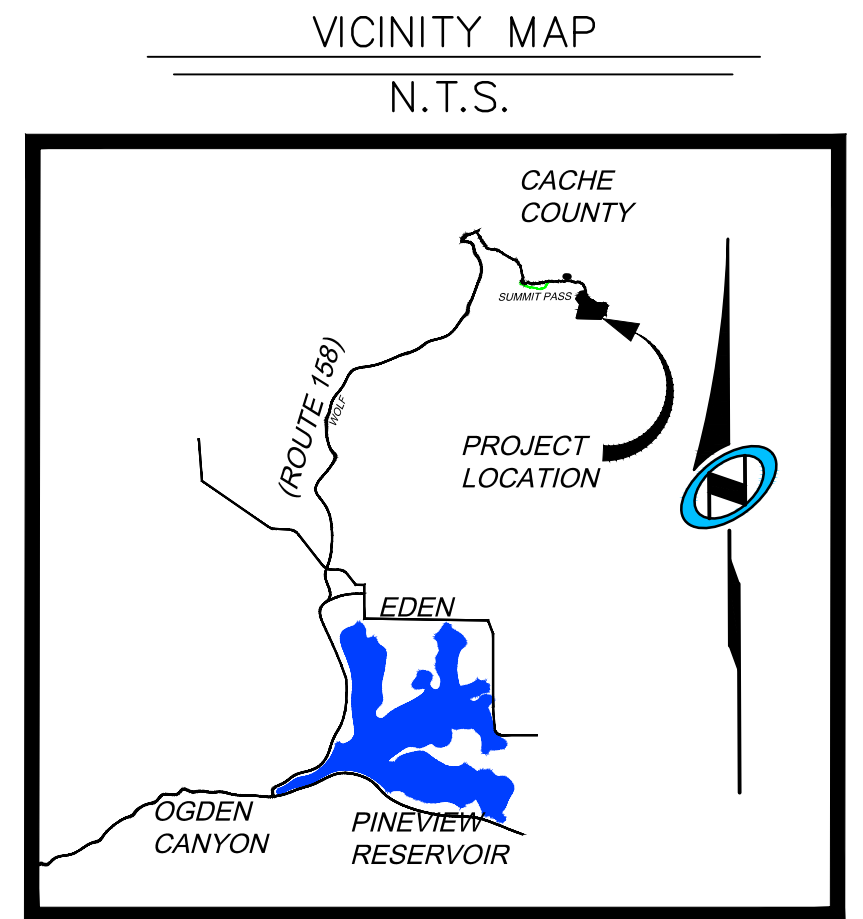 VICINITY MAP
N.T.S.
CACHE
COUNTY
SUMMIT PASS
(ROUTE 158)
WOLF
PROJECT
LOCATION
N
EDEN
OGDEN
CANYON
PINEVIEW
RESERVOIR